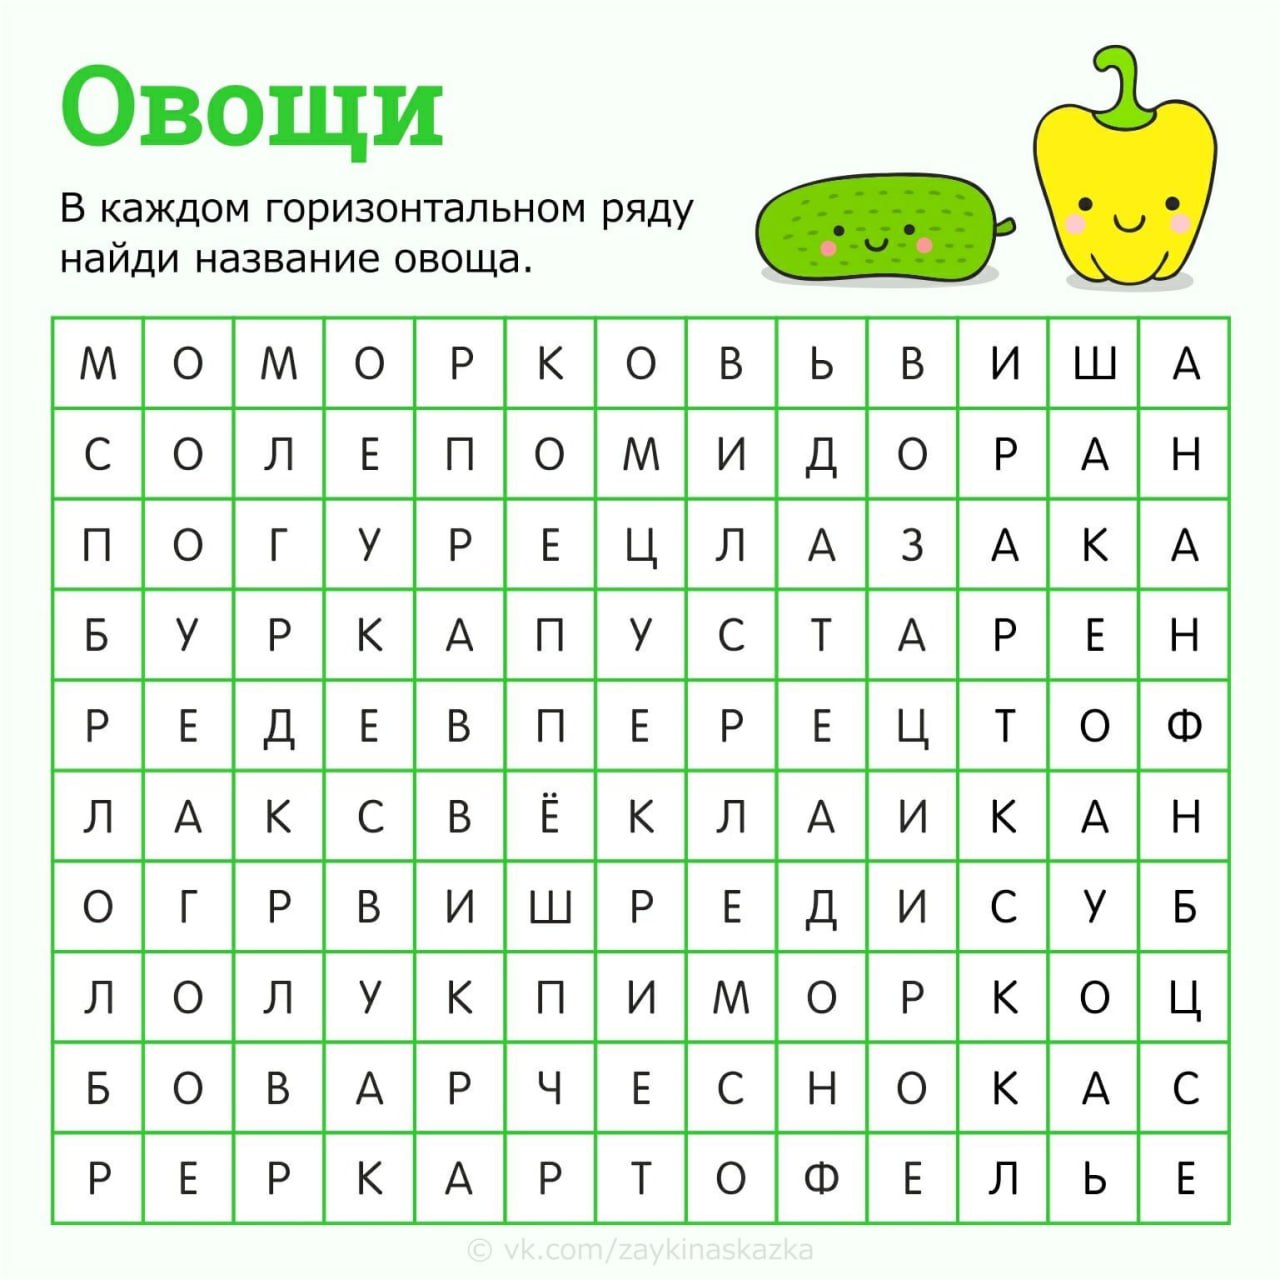 Овощи
В каждом горизонтальном ряду
найди название овоща.
М О М О Р К О В Ь В И Ш А
С О Л Е П О М И Д О Р А Н
П О Г У Р Е Ц Л А З А К А
Б У Р К А П У С Т А Р Е Н
Р Е Д Е В П Е Р Е Ц Т О Ф
Л А К С В Ё К Л А И К А Н
О Г Р В И Ш Р Е Д И С У Б
Л О Л У К П И М О Р К О Ц
Б О В А Р Ч Е С Н О К А С
Р Е Р К А Р Т О Ф Е Л Ь Е
© vk.com/zaykinaskazka